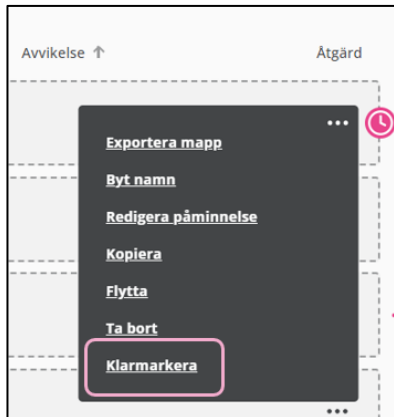 Avvikelse ↑ Åtgärd
Exportera mapp
Byt namn
Redigera påminnelse
Kopiera
Flytta
Ta bort
Klarmarkera